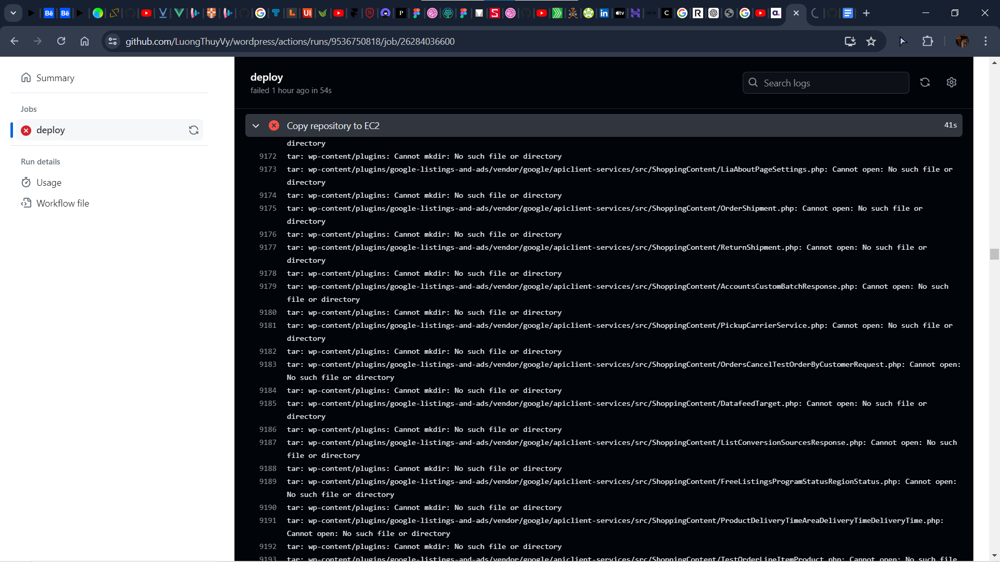 github.com/LuongThuyVy/wordpress/actions/runs/9536750818/job/26284036600
Summary
Jobs
deploy
Run details
Usage
Workflow file
deploy
failed 1 hour ago in 54s
Search logs
Copy repository to EC2
41s
directory
9172 tar: wp-content/plugins: Cannot mkdir: No such file or directory
9173 tar: wp-content/plugins/google-listings-and-ads/vendor/google/apiclient-services/src/ShoppingContent/LiaAboutPageSettings.php: Cannot open: No such file or
directory
9174 tar: wp-content/plugins: Cannot mkdir: No such file or directory
9175 tar: wp-content/plugins/google-listings-and-ads/vendor/google/apiclient-services/src/ShoppingContent/OrderShipment.php: Cannot open: No such file or
directory
9176 tar: wp-content/plugins: Cannot mkdir: No such file or directory
9177 tar: wp-content/plugins/google-listings-and-ads/vendor/google/apiclient-services/src/ShoppingContent/ReturnShipment.php: Cannot open: No such file or
directory
9178 tar: wp-content/plugins: Cannot mkdir: No such file or directory
9179 tar: wp-content/plugins/google-listings-and-ads/vendor/google/apiclient-services/src/ShoppingContent/AccountsCustomBatchResponse.php: Cannot open: No such
file or directory
9180 tar: wp-content/plugins: Cannot mkdir: No such file or directory
9181 tar: wp-content/plugins/google-listings-and-ads/vendor/google/apiclient-services/src/ShoppingContent/PickupCarrierService.php: Cannot open: No such file or
directory
9182 tar: wp-content/plugins: Cannot mkdir: No such file or directory
9183 tar: wp-content/plugins/google-listings-and-ads/vendor/google/apiclient-services/src/ShoppingContent/OrdersCancelTestOrderByCustomerRequest.php: Cannot open:
No such file or directory
9184 tar: wp-content/plugins: Cannot mkdir: No such file or directory
9185 tar: wp-content/plugins/google-listings-and-ads/vendor/google/apiclient-services/src/ShoppingContent/DatafeedTarget.php: Cannot open: No such file or
directory
9186 tar: wp-content/plugins: Cannot mkdir: No such file or directory
9187 tar: wp-content/plugins/google-listings-and-ads/vendor/google/apiclient-services/src/ShoppingContent/ListConversionSourcesResponse.php: Cannot open: No such
file or directory
9188 tar: wp-content/plugins: Cannot mkdir: No such file or directory
9189 tar: wp-content/plugins/google-listings-and-ads/vendor/google/apiclient-services/src/ShoppingContent/FreeListingsProgramStatusRegionStatus.php: Cannot open:
No such file or directory
9190 tar: wp-content/plugins: Cannot mkdir: No such file or directory
9191 tar: wp-content/plugins/google-listings-and-ads/vendor/google/apiclient-services/src/ShoppingContent/ProductDeliveryTimeAreaDeliveryTimeDeliveryTime.php:
Cannot open: No such file or directory
9192 tar: wp-content/plugins: Cannot mkdir: No such file or directory
9193 tar: wp-content/plugins/google-listings-and-ads/vendor/google/apiclient-services/src/ShoppingContent/TestOrderLineItemProduct.php: Cannot open: No such file